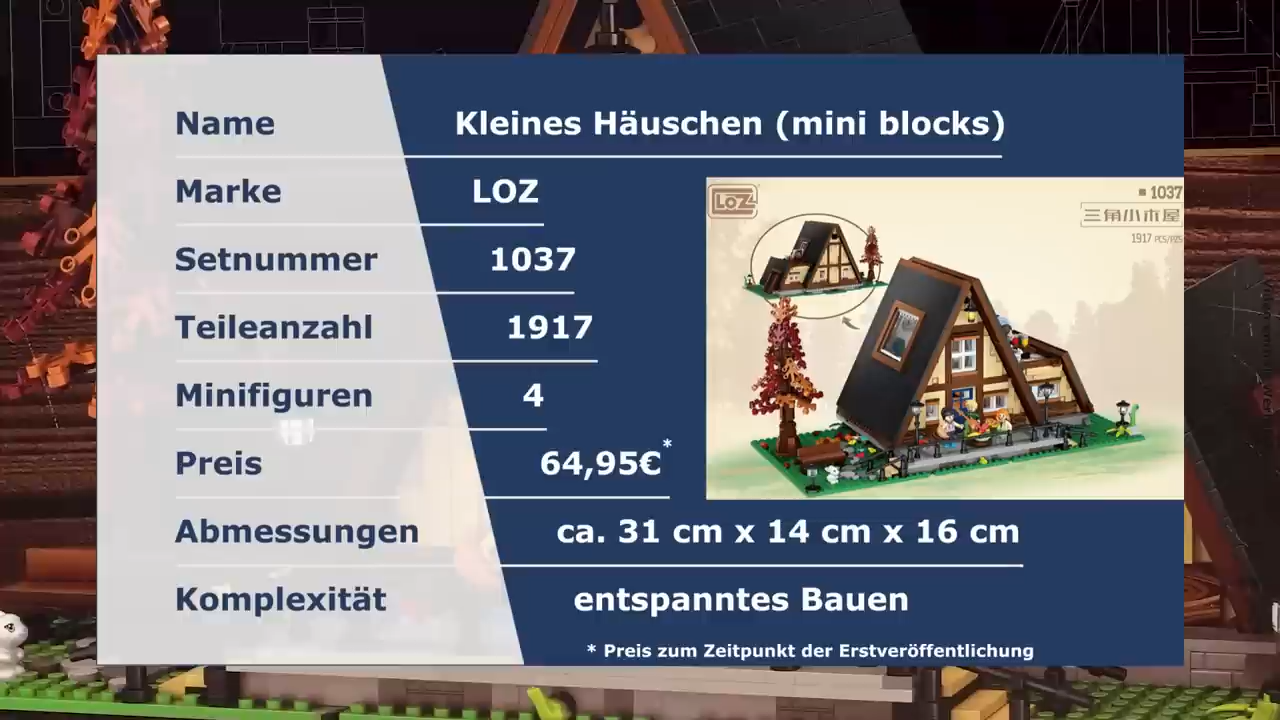 Name Kleines Häuschen (mini blocks)
Marke LOZ
Setnummer 1037
Teileanzahl 1917
Minifiguren 4
Preis 64,95€*
Abmessungen ca. 31 cm x 14 cm x 16 cm
Komplexität entspanntes Bauen
* Preis zum Zeitpunkt der Erstveröffentlichung
LOZ
1037
三角小木屋
1917 PCS/PZS